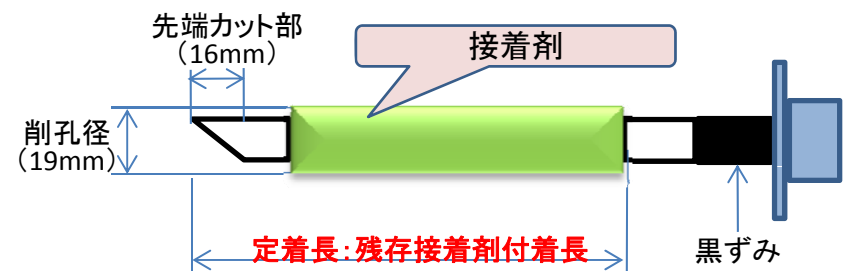 先端カット部
（16mm）
接着剤
削孔径
（19mm）
定着長：残存接着剤付着長
黒ずみ